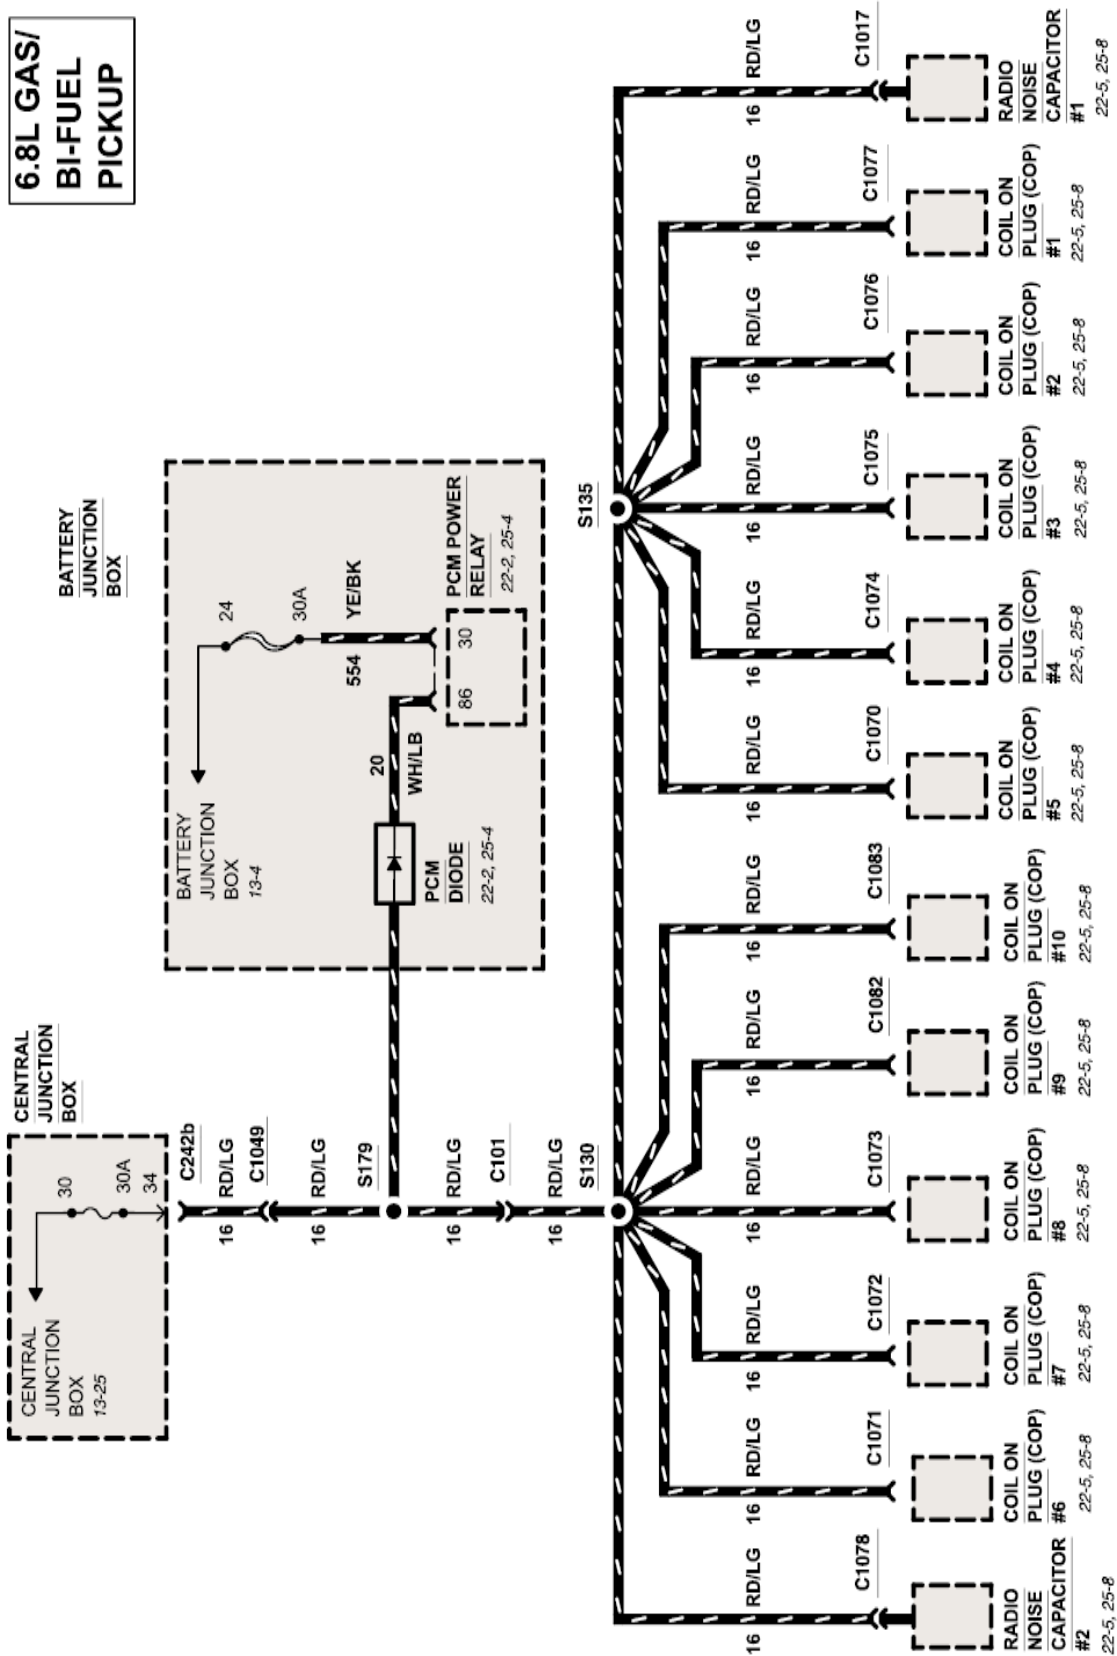 6.8L GAS/
BI-FUEL
PICKUP
CENTRAL
JUNCTION
BOX
CENTRAL
JUNCTION
BOX
13-25
30
30A
34
C242b
16
RD/LG
C1049
16
RD/LG
S179
16
RD/LG
C101
16
RD/LG
S130
BATTERY
JUNCTION
BOX
BATTERY
JUNCTION
BOX
13-4
24
30A
554
YE/BK
86
30
PCM POWER
RELAY
22-2, 25-4
20
WH/LB
PCM
DIODE
22-2, 25-4
S135
16
RD/LG
C1078
RADIO
NOISE
CAPACITOR
#2
22-5, 25-8
16
RD/LG
C1071
COIL ON
PLUG (COP)
#6
22-5, 25-8
16
RD/LG
C1072
COIL ON
PLUG (COP)
#7
22-5, 25-8
16
RD/LG
C1073
COIL ON
PLUG (COP)
#8
22-5, 25-8
16
RD/LG
C1082
COIL ON
PLUG (COP)
#9
22-5, 25-8
16
RD/LG
C1083
COIL ON
PLUG (COP)
#10
22-5, 25-8
16
RD/LG
C1070
COIL ON
PLUG (COP)
#5
22-5, 25-8
16
RD/LG
C1074
COIL ON
PLUG (COP)
#4
22-5, 25-8
16
RD/LG
C1075
COIL ON
PLUG (COP)
#3
22-5, 25-8
16
RD/LG
C1076
COIL ON
PLUG (COP)
#2
22-5, 25-8
16
RD/LG
C1077
COIL ON
PLUG (COP)
#1
22-5, 25-8
16
RD/LG
C1017
RADIO
NOISE
CAPACITOR
#1
22-5, 25-8